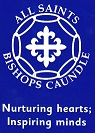 ALL SAINTS
BISHOPS CAUNDLE
Nurturing hearts;
Inspiring minds